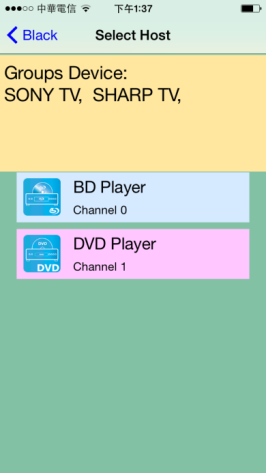 中華電信 下午1:37
Black Select Host
Groups Device:
SONY TV, SHARP TV,
BD Player
Channel 0
DVD Player
DVD
Channel 1